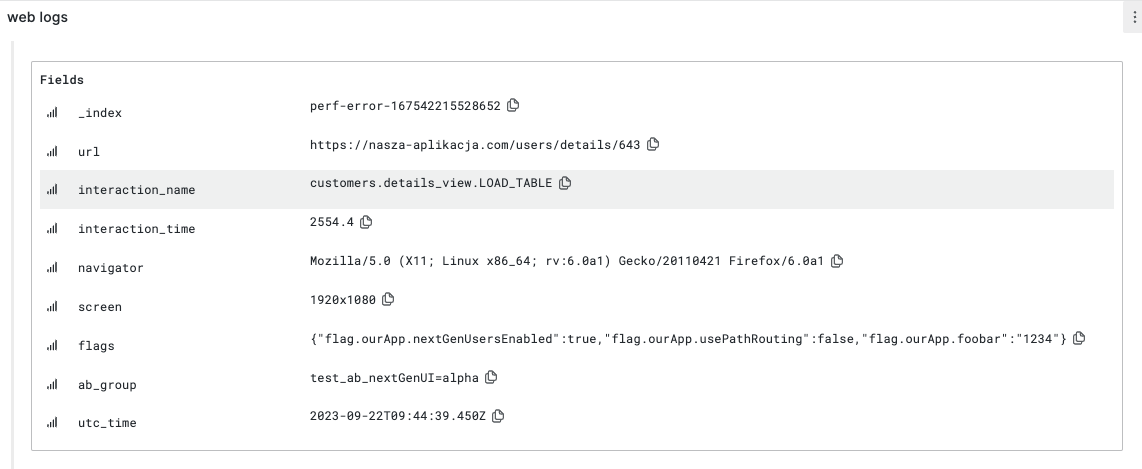 web logs
Fields
_index perf-error-167542215528652
url https://nasza-aplikacja.com/users/details/643
interaction_name customers.details_view.LOAD_TABLE
interaction_time 2554.4
navigator Mozilla/5.0 (X11; Linux x86_64; rv:6.0a1) Gecko/20110421 Firefox/6.0a1
screen 1920x1080
flags {"flag.ourApp.nextGenUsersEnabled":true,"flag.ourApp.usePathRouting":false,"flag.ourApp.foobar":"1234"}
ab_group test_ab_nextGenUI=alpha
utc_time 2023-09-22T09:44:39.450Z